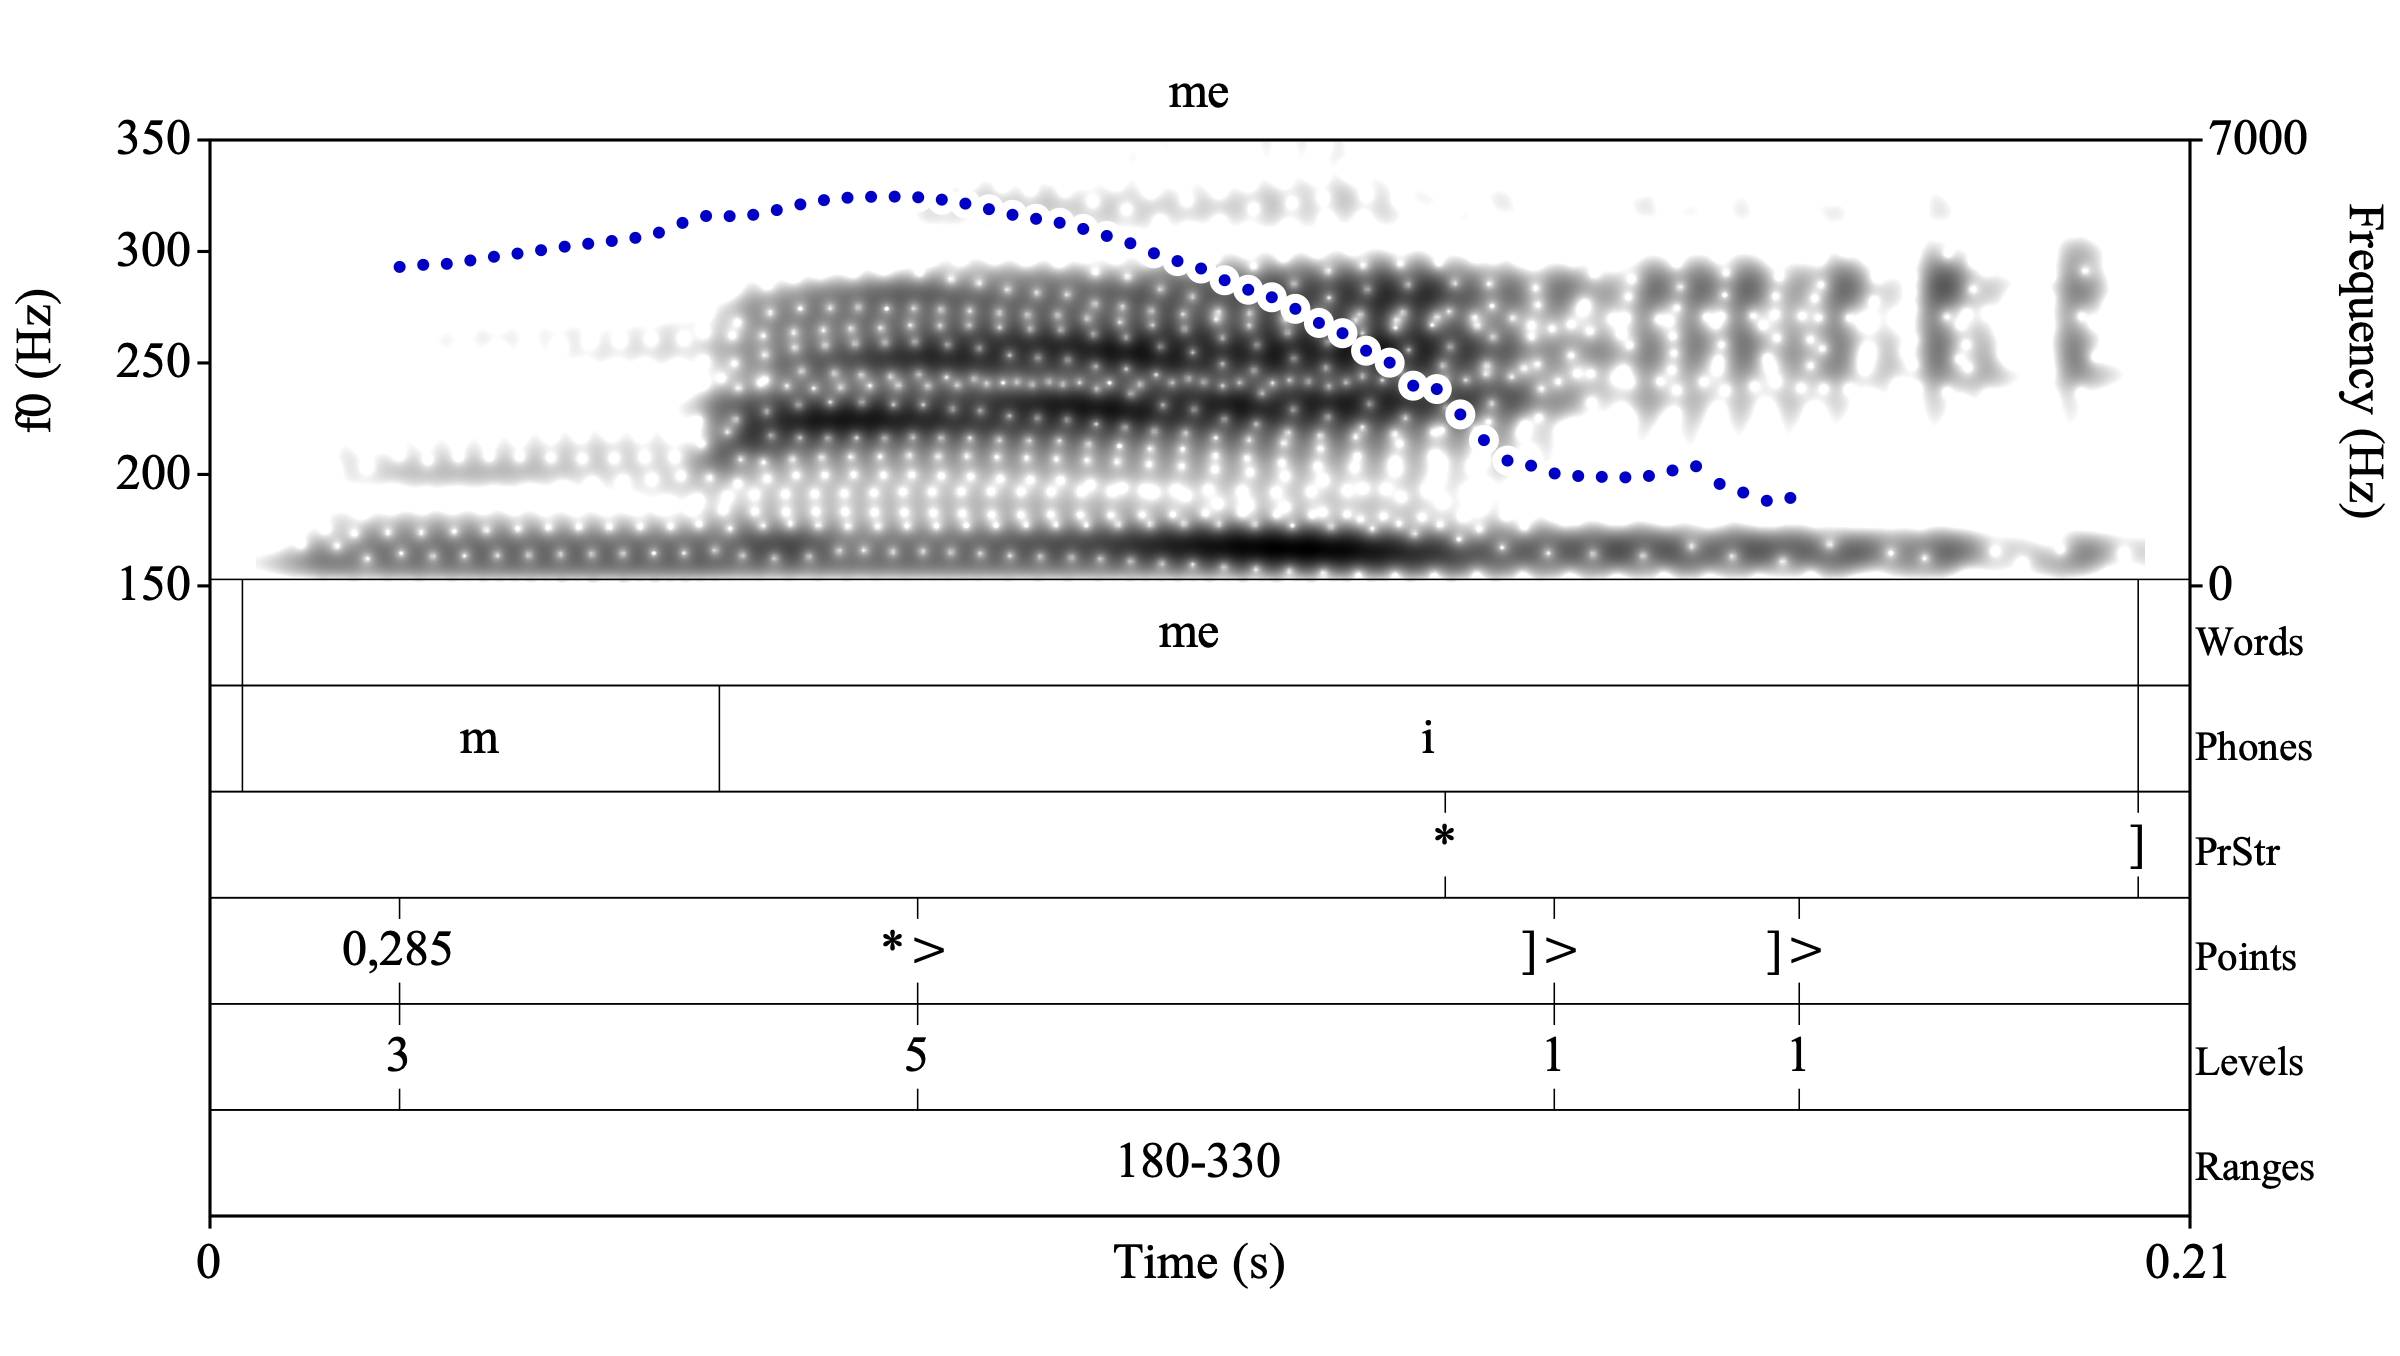 me
350
300
250
200
150
f0 (Hz)
7000
0
Frequency (Hz)
me Words
m i Phones
* ] PrStr
0,285 *> ]> ]> Points
3 5 1 1 Levels
180-330 Ranges
0 Time (s) 0.21